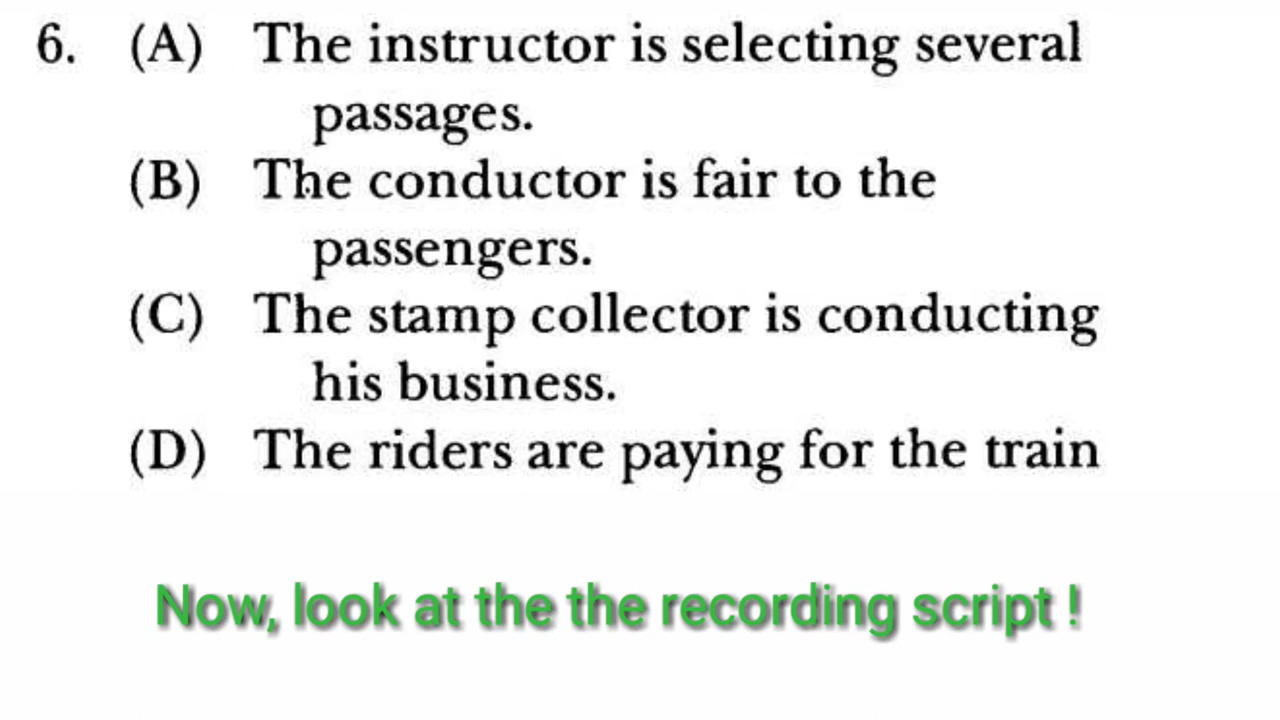 6. (A) The instructor is selecting several
passages.
(B) The conductor is fair to the
passengers.
(C) The stamp collector is conducting
his business.
(D) The riders are paying for the train
Now, look at the the recording script !